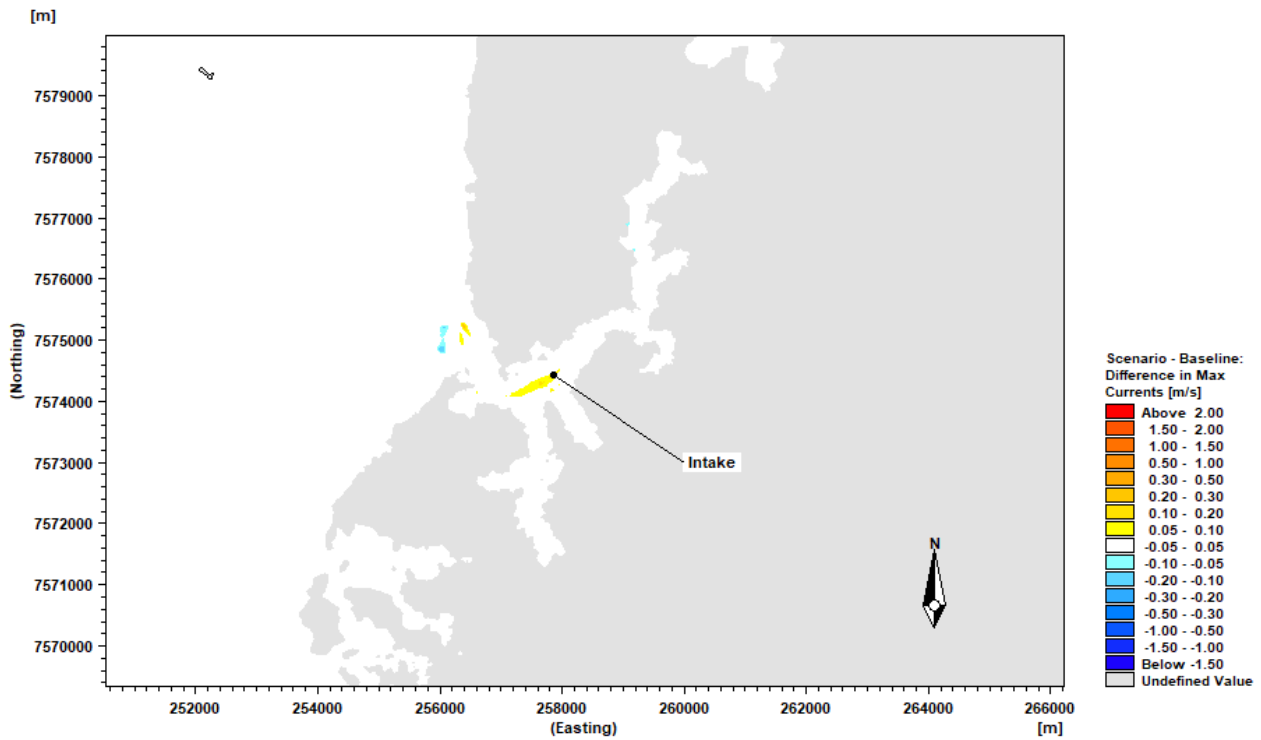 [m]
7579000
7578000
7577000
7576000
7575000
7574000
7573000
7572000
7571000
7570000
(Northing)
Intake
N
252000 254000 256000 258000 260000 262000 264000 266000
(Easting) [m]
Scenario - Baseline:
Difference in Max
Currents [m/s]
Above 2.00
1.50 - 2.00
1.00 - 1.50
0.50 - 1.00
0.30 - 0.50
0.20 - 0.30
0.10 - 0.20
0.05 - 0.10
-0.05 - 0.05
-0.10 - -0.05
-0.20 - -0.10
-0.30 - -0.20
-0.50 - -0.30
-1.00 - -0.50
-1.50 - -1.00
Below -1.50
Undefined Value